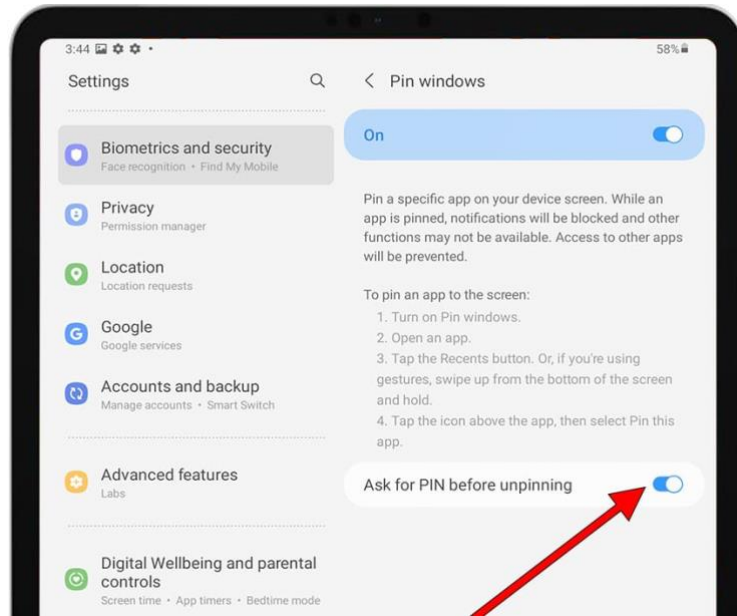 3:44
58%
Settings
Pin windows
On
Biometrics and security
Face recognition • Find My Mobile
Privacy
Permission manager
Location
Location requests
Google
Google services
Accounts and backup
Manage accounts • Smart Switch
Advanced features
Labs
Digital Wellbeing and parental
controls
Screen time • App timers • Bedtime mode
Pin a specific app on your device screen. While an
app is pinned, notifications will be blocked and other
functions may not be available. Access to other apps
will be prevented.
To pin an app to the screen:
1. Turn on Pin windows.
2. Open an app.
3. Tap the Recents button. Or, if you're using
gestures, swipe up from the bottom of the screen
and hold.
4. Tap the icon above the app, then select Pin this
app.
Ask for PIN before unpinning